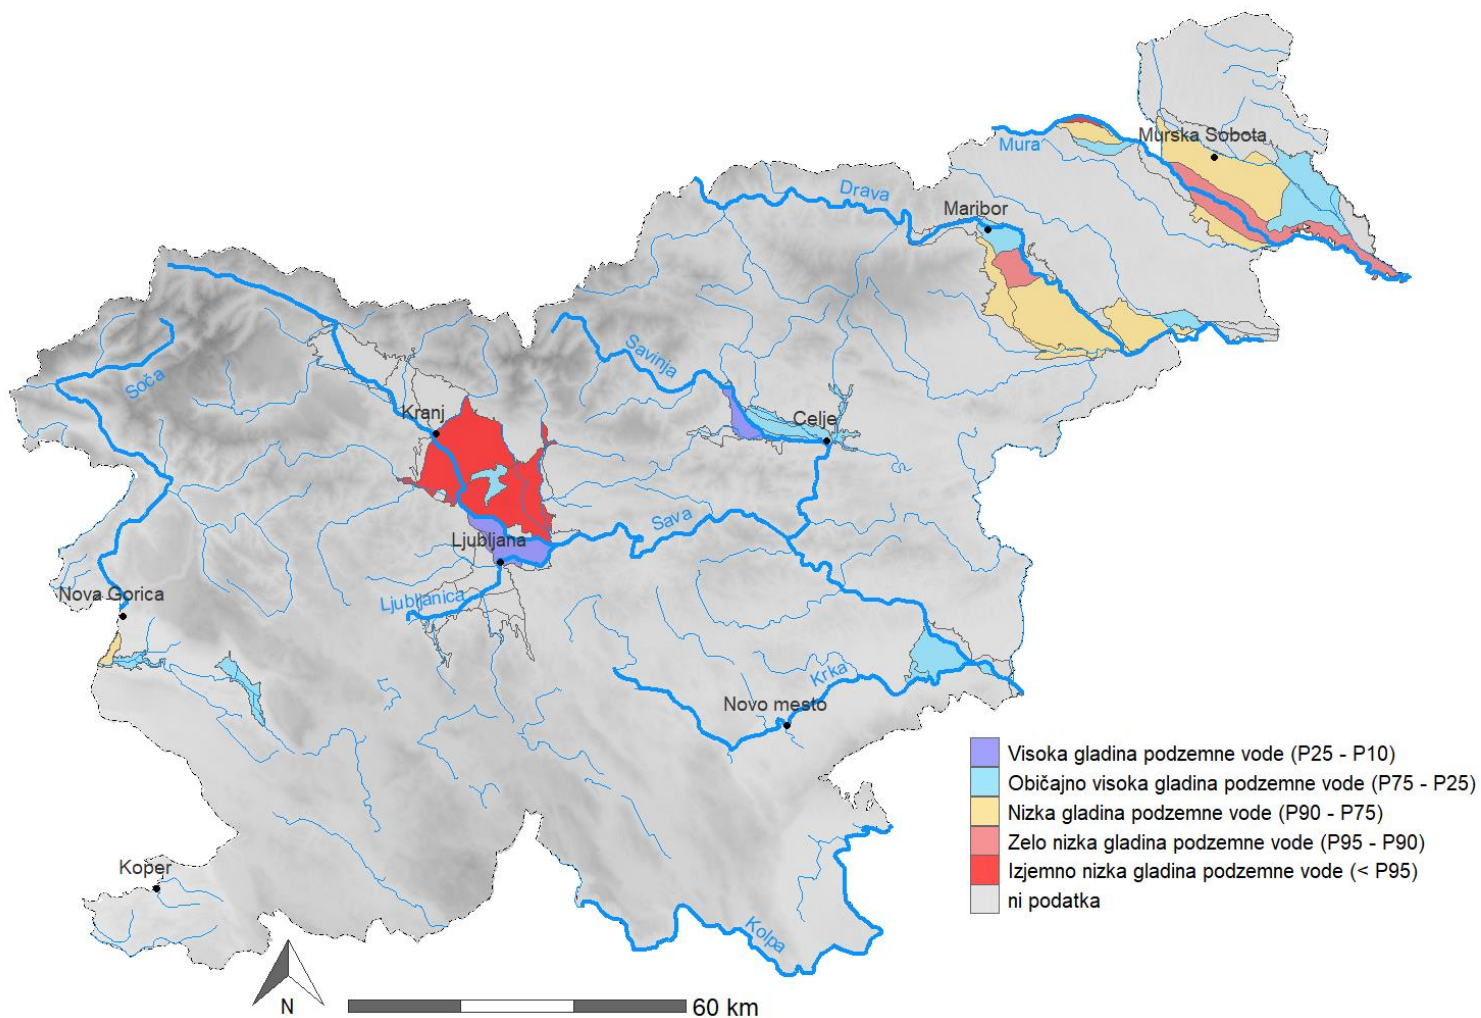 Mura
Murska Sobota
Drava
Maribor
Savinja
Soča
Kranj
Celje
Sava
Ljubljana
Nova Gorica
Ljubljanica
Krka
Novo mesto
Visoka gladina podzemne vode (P25 - P10)
Običajno visoka gladina podzemne vode (P75 - P25)
Nizka gladina podzemne vode (P90 - P75)
Zelo nizka gladina podzemne vode (P95 - P90)
Izjemno nizka gladina podzemne vode (< P95)
ni podatka
Koper
Kolpa
N
60 km